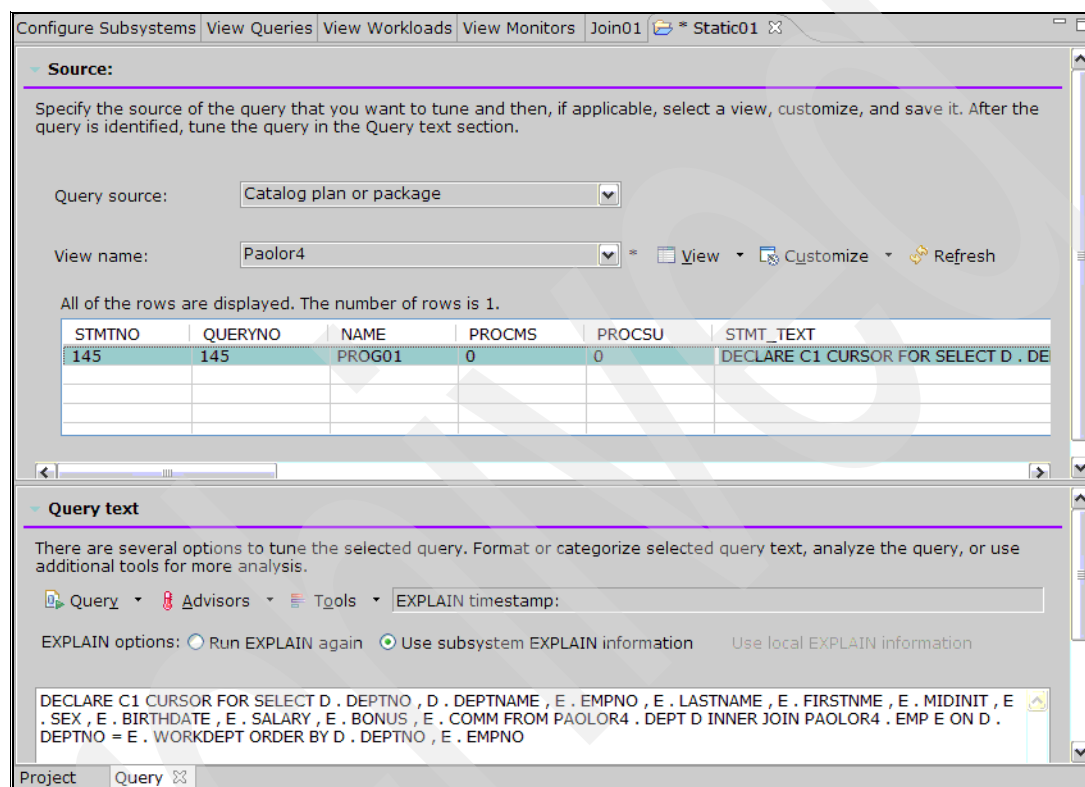 Configure Subsystems View Queries View Workloads View Monitors Join01 * Static01
Source:
Specify the source of the query that you want to tune and then, if applicable, select a view, customize, and save it. After the
query is identified, tune the query in the Query text section.
Query source: Catalog plan or package
View name: Paolor4 * View Customize Refresh
All of the rows are displayed. The number of rows is 1.
STMTNO QUERYNO NAME PROCMS PROCSU STMT_TEXT
145 145 PROG01 0 0 DECLARE C1 CURSOR FOR SELECT D . DE
Query text
There are several options to tune the selected query. Format or categorize selected query text, analyze the query, or use
additional tools for more analysis.
Query Advisors Tools EXPLAIN timestamp:
EXPLAIN options: Run EXPLAIN again Use subsystem EXPLAIN information Use local EXPLAIN information
DECLARE C1 CURSOR FOR SELECT D . DEPTNO , D . DEPTNAME , E . EMPNO , E . LASTNAME , E . FIRSTNME , E . MIDINIT , E
. SEX , E . BIRTHDATE , E . SALARY , E . BONUS , E . COMM FROM PAOLOR4 . DEPT D INNER JOIN PAOLOR4 . EMP E ON D .
DEPTNO = E . WORKDEPT ORDER BY D . DEPTNO , E . EMPNO
Project Query